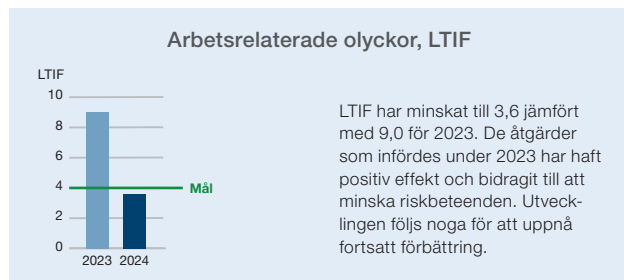 Arbetsrelaterade olyckor, LTIF
LTIF
10
8
6
4
2
0
Mål
2023 2024
LTIF har minskat till 3,6 jämfört
med 9,0 för 2023. De åtgärder
som infördes under 2023 har haft
positiv effekt och bidragit till att
minska riskbeteenden. Utveck-
lingen följs noga för att uppnå
fortsatt förbättring.